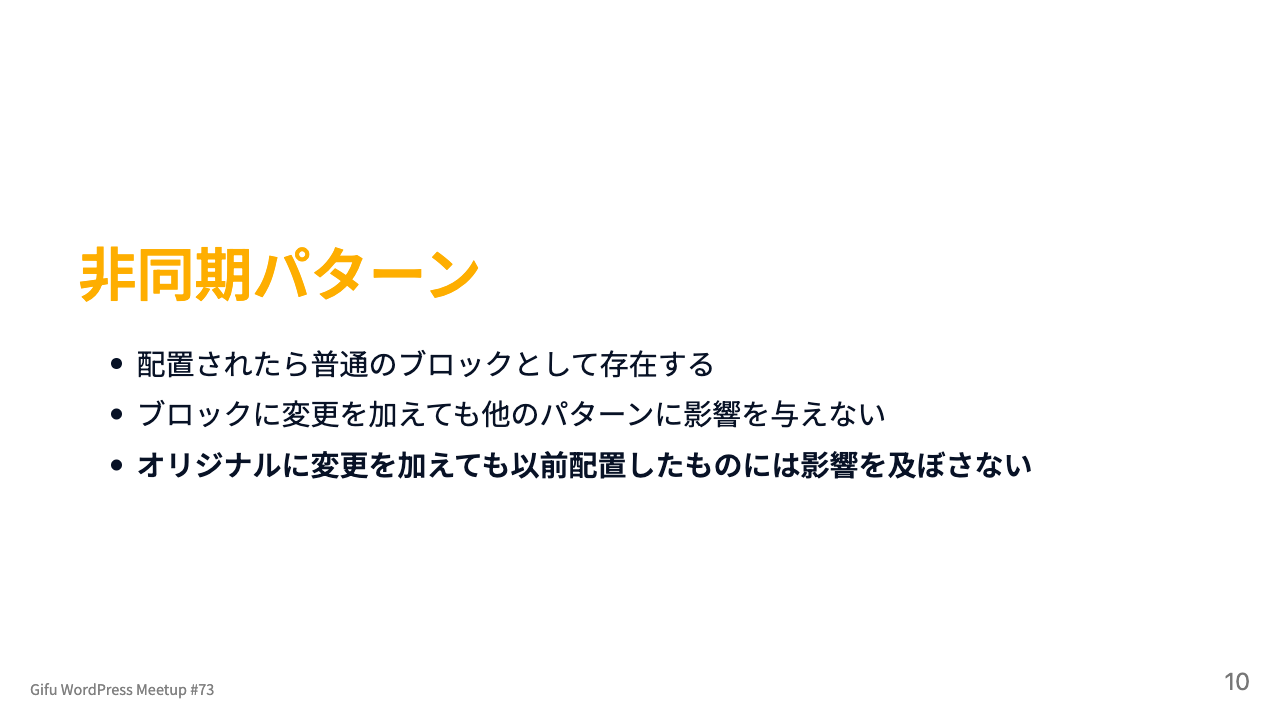 非同期パターン
• 配置されたら普通のブロックとして存在する
• ブロックに変更を加えても他のパターンに影響を与えない
• オリジナルに変更を加えても以前配置したものには影響を及ぼさない
Gifu WordPress Meetup #73
10